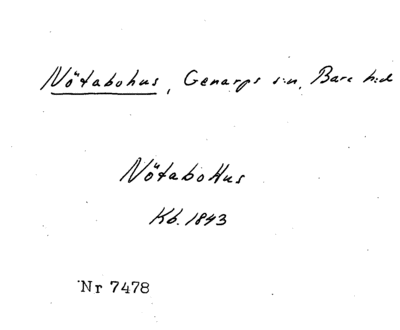 Nötabohus, Genarps s:n, Bara h:d
NötaboHus
Kb. 1843
Nr 7478